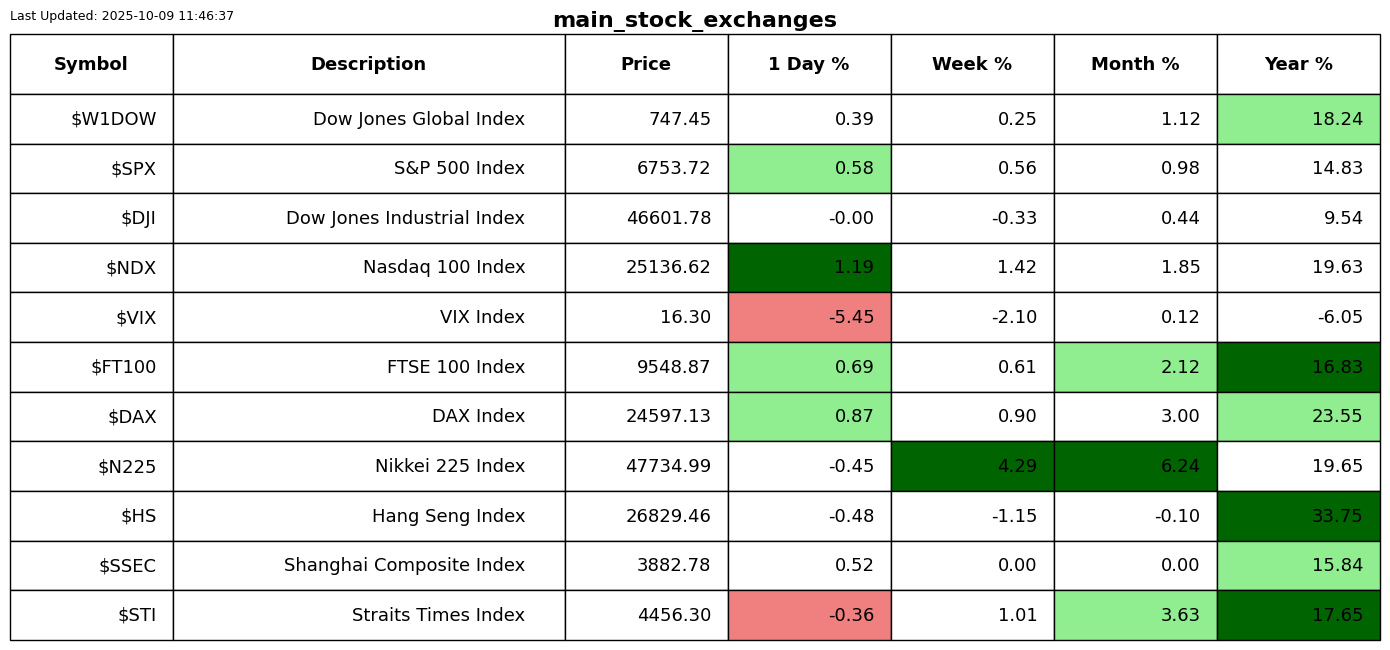 Last Updated: 2025-10-09 11:46:37
main_stock_exchanges
Symbol Description Price 1 Day % Week % Month % Year %
$W1DOW Dow Jones Global Index 747.45 0.39 0.25 1.12 18.24
$SPX S&P 500 Index 6753.72 0.58 0.56 0.98 14.83
$DJI Dow Jones Industrial Index 46601.78 -0.00 -0.33 0.44 9.54
$NDX Nasdaq 100 Index 25136.62 1.19 1.42 1.85 19.63
$VIX VIX Index 16.30 -5.45 -2.10 0.12 -6.05
$FT100 FTSE 100 Index 9548.87 0.69 0.61 2.12 16.83
$DAX DAX Index 24597.13 0.87 0.90 3.00 23.55
$N225 Nikkei 225 Index 47734.99 -0.45 4.29 6.24 19.65
$HS Hang Seng Index 26829.46 -0.48 -1.15 -0.10 33.75
$SSEC Shanghai Composite Index 3882.78 0.52 0.00 0.00 15.84
$STI Straits Times Index 4456.30 -0.36 1.01 3.63 17.65